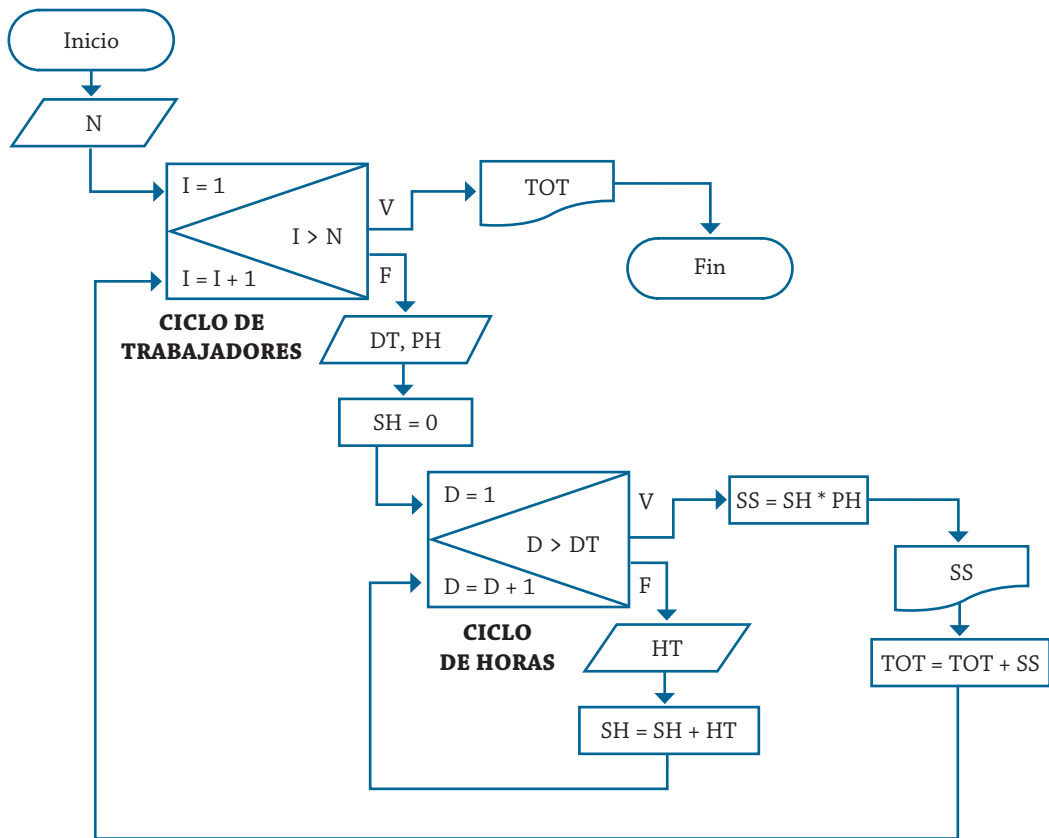 Inicio
N
I = 1
I > N
I = I + 1
V
F
TOT
Fin
CICLO DE
TRABAJADORES
DT, PH
SH = 0
D = 1
D > DT
D = D + 1
V
F
SS = SH * PH
SS
TOT = TOT + SS
CICLO
DE HORAS
HT
SH = SH + HT